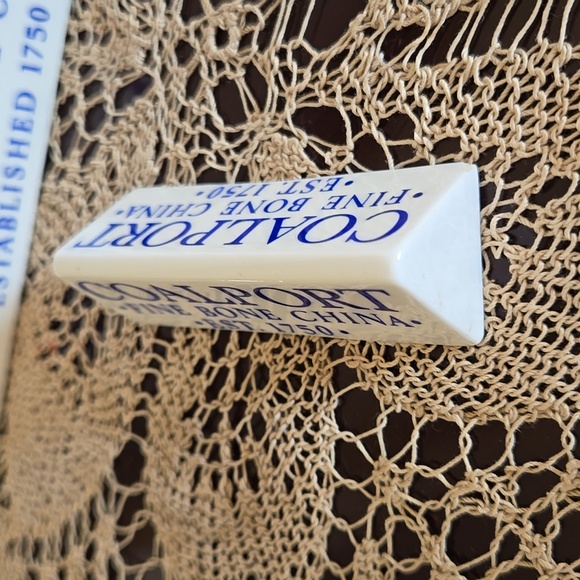 ESTABLISHED 1750
COALPORT
•FINE BONE CHINA•
•EST. 1750•
COALPORT
FINE BONE CHINA•
•EST. 1750•